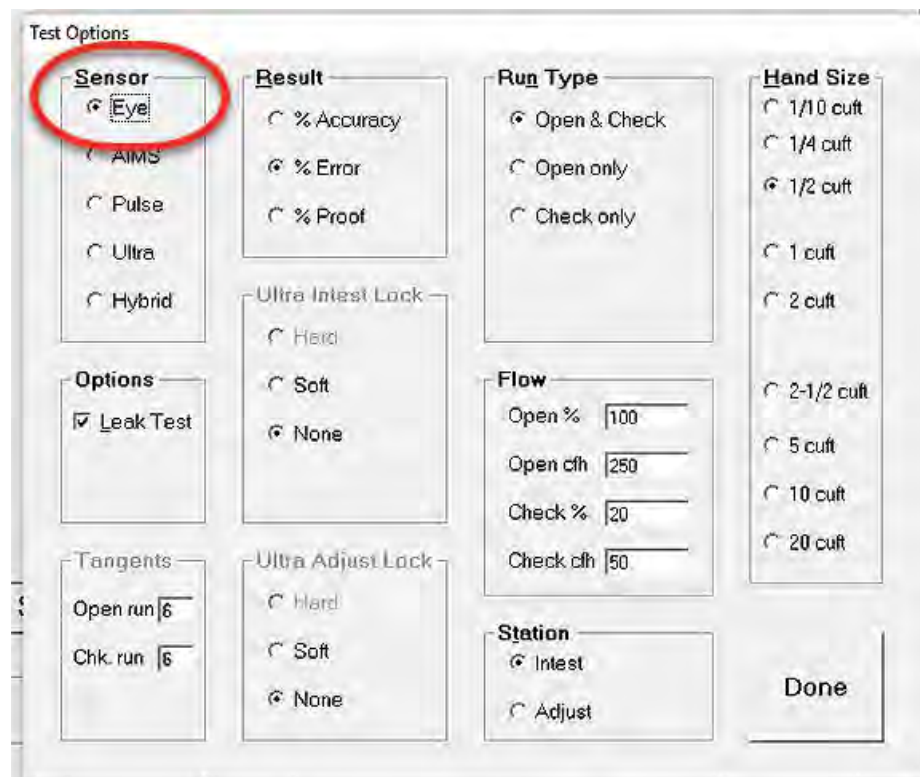 Test Options
Sensor
Eye
AIMS
Pulse
Ultra
Hybrid
Result
% Accuracy
% Error
% Proof
Run Type
Open & Check
Open only
Check only
Hand Size
1/10 cuft
1/4 cuft
1/2 cuft
1 cuft
2 cuft
2-1/2 cuft
5 cuft
10 cuft
20 cuft
Options
Leak Test
Ultra Intest Lock
Hard
Soft
None
Flow
Open % 100
Open cfh 250
Check % 20
Check cfh 50
Tangents
Open run 6
Chk. run 6
Ultra Adjust Lock
Hard
Soft
None
Station
Intest
Adjust
Done